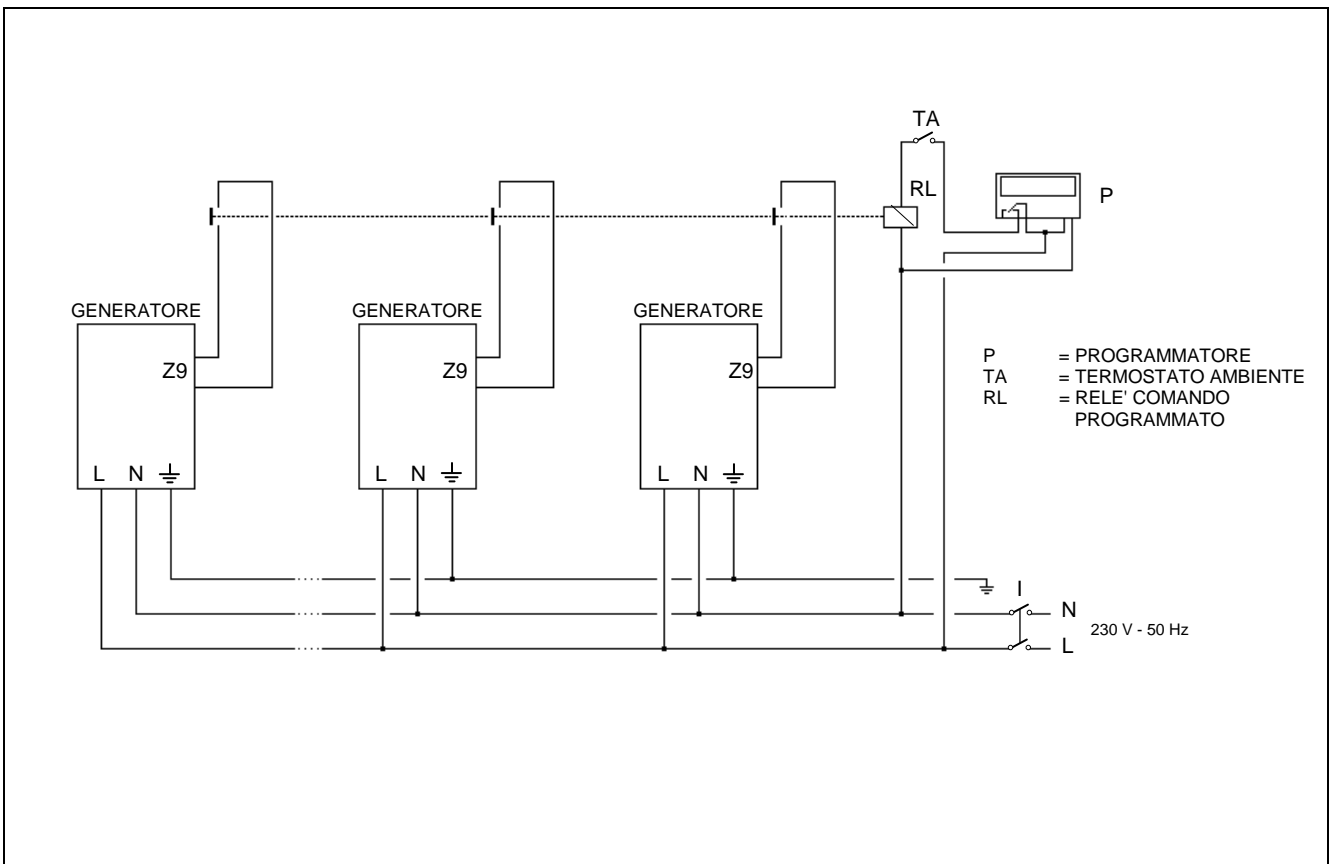 TA
RL
P
GENERATORE GENERATORE GENERATORE
Z9 Z9 Z9
P = PROGRAMMATORE
TA = TERMOSTATO AMBIENTE
RL = RELE' COMANDO
PROGRAMMATO
L N L N L N
I
N
230 V - 50 Hz
L